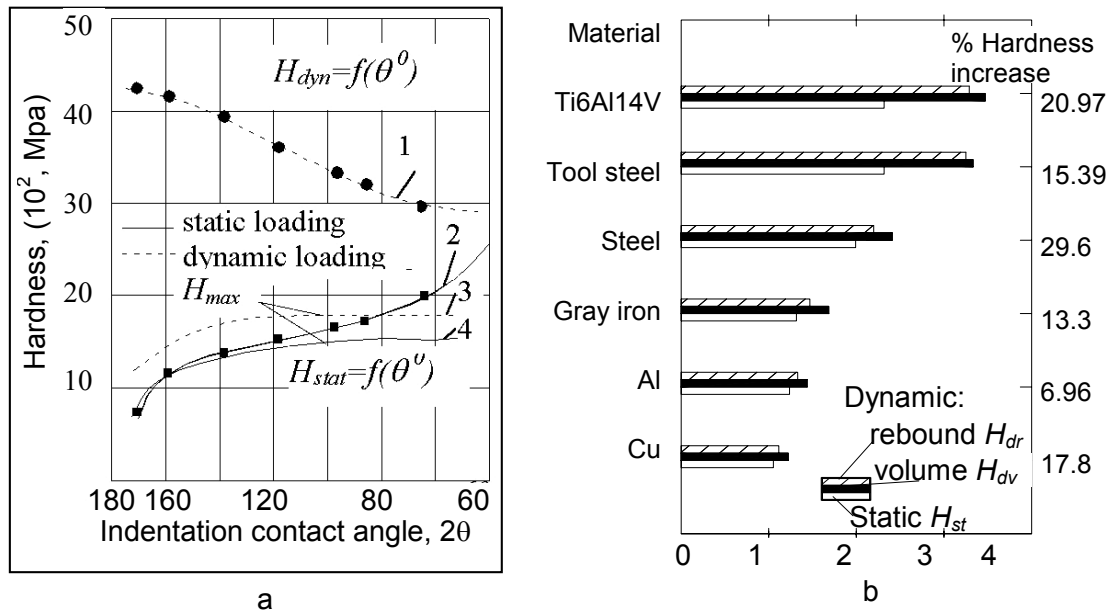 50
40
30
20
10
Hardness, (10², Mpa)
H_dyn=f(θ⁰)
1
static loading
dynamic loading
2
H_max
3
4
H_stat=f(θ⁰)
180 160 120 80 60
Indentation contact angle, 2θ
a
Material
% Hardness
increase
Ti6Al14V 20.97
Tool steel 15.39
Steel 29.6
Gray iron 13.3
Al 6.96
Cu 17.8
Dynamic:
rebound H_dr
volume H_dv
Static H_st
0 1 2 3 4
b